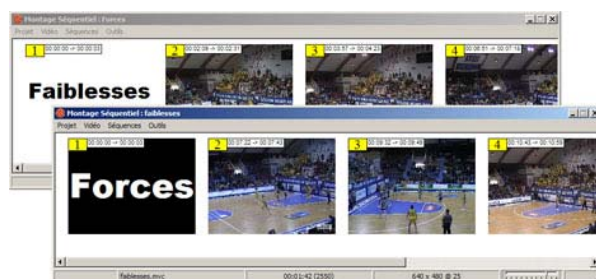 Montage Séquentiel : Forces
Projet Vidéo Séquences Outils
1 00:00:00 -> 00:00:03
2 00:02:09 -> 00:02:31
3 00:03:57 -> 00:04:23
4 00:06:51 -> 00:07:16
Faiblesses
Montage Séquentiel : faiblesses
Projet Vidéo Séquences Outils
1 00:00:00 -> 00:00:03
2 00:07:22 -> 00:07:43
3 00:09:32 -> 00:09:49
4 00:10:43 -> 00:10:59
Forces
faiblesses.mvc 00:01:42 (2550) 640 x 480 @ 25